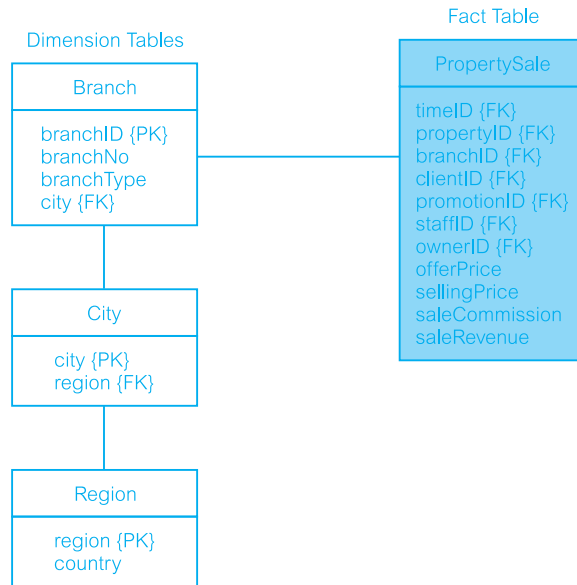 Dimension Tables
Branch
branchID {PK}
branchNo
branchType
city {FK}
City
city {PK}
region {FK}
Region
region {PK}
country
Fact Table
PropertySale
timeID {FK}
propertyID {FK}
branchID {FK}
clientID {FK}
promotionID {FK}
staffID {FK}
ownerID {FK}
offerPrice
sellingPrice
saleCommission
saleRevenue